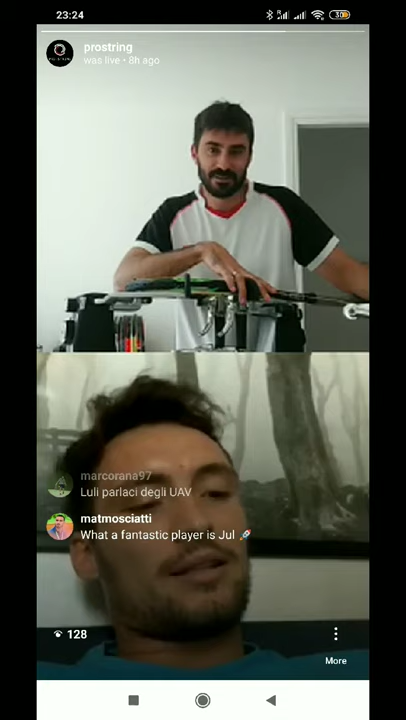 23:24
30
prostring
was live • 8h ago
marcorana97
Luli parlaci degli UAV
matmosciatti
What a fantastic player is Jul 🚀
128
More